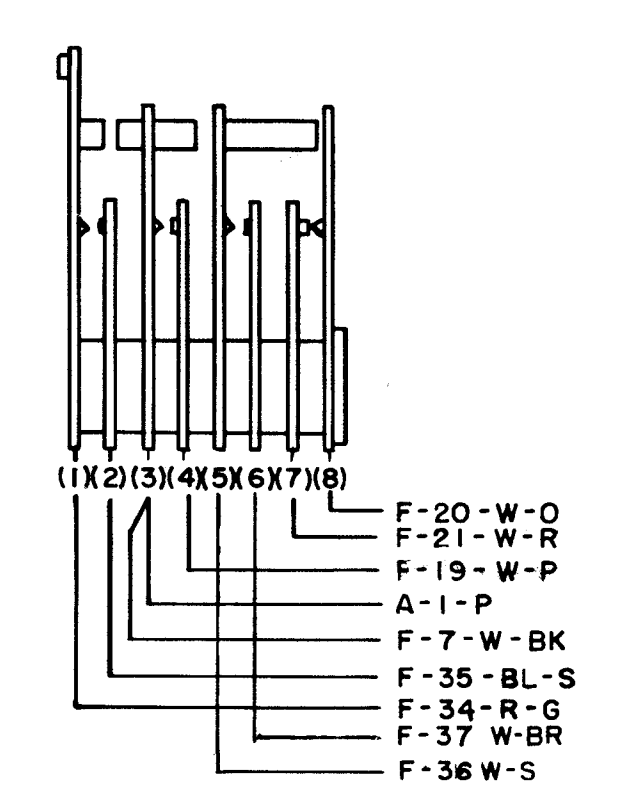 (1)(2)(3)(4)(5)(6)(7)(8)
F-20-W-O
F-21-W-R
F-19-W-P
A-1-P
F-7-W-BK
F-35-BL-S
F-34-R-G
F-37 W-BR
F-36 W-S